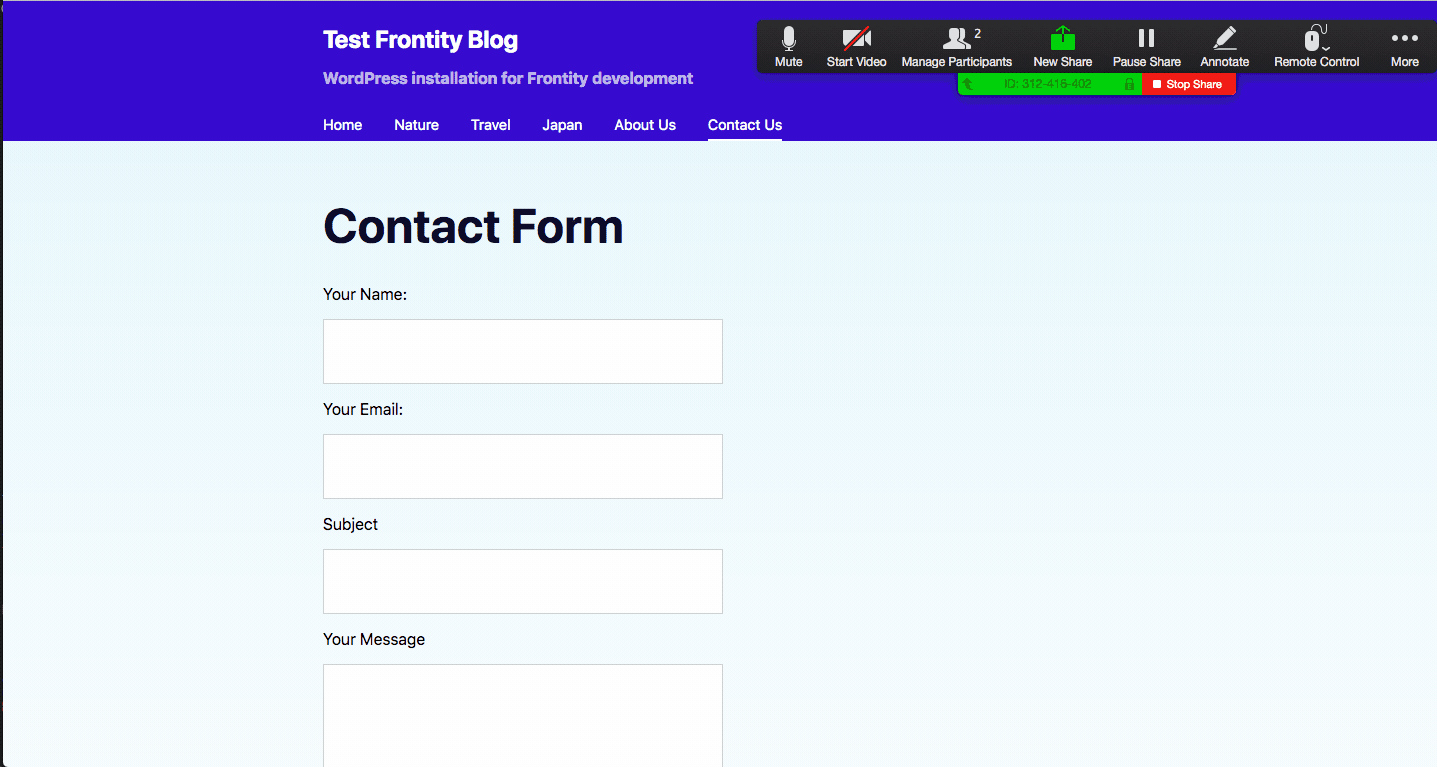 Test Frontity Blog
WordPress installation for Frontity development
Home Nature Travel Japan About Us Contact Us
Mute Start Video Manage Participants 2 New Share Pause Share Annotate Remote Control More
ID: 312-416-402 Stop Share
Contact Form
Your Name:
Your Email:
Subject
Your Message